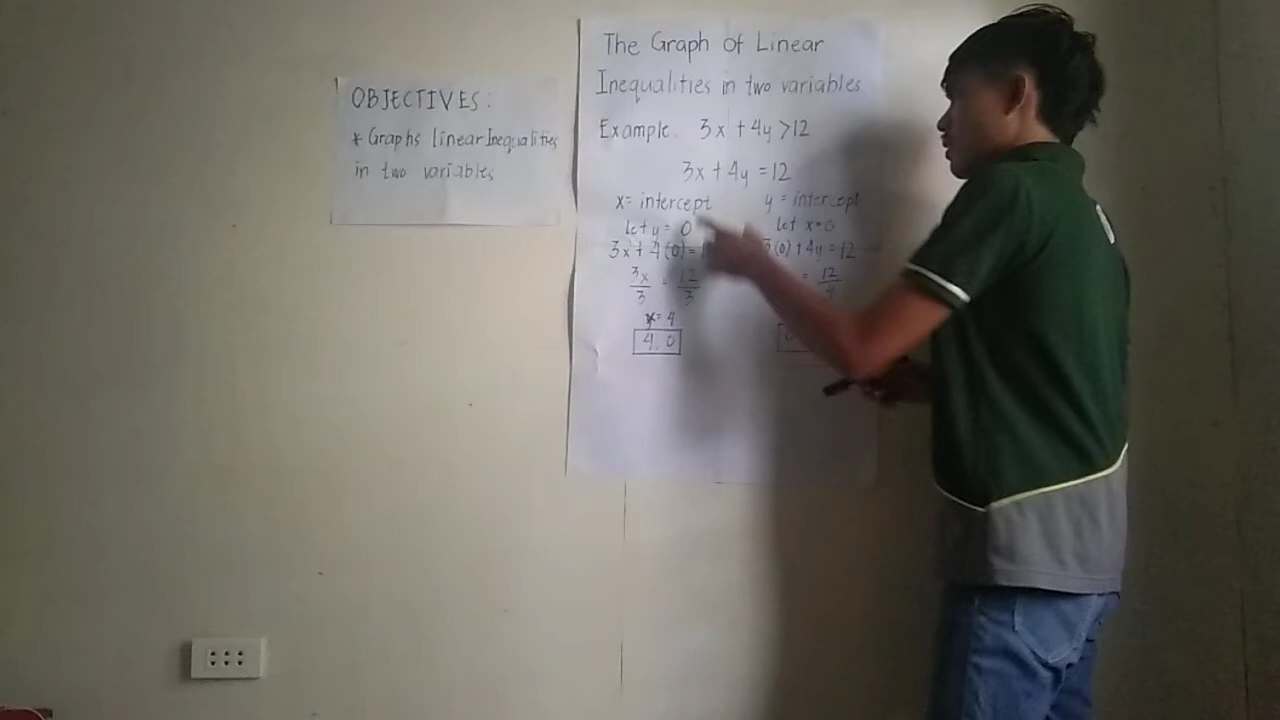 OBJECTIVES:
* Graphs linear Inequalities
in two variables
The Graph of Linear
Inequalities in two variables
Example. 3x + 4y > 12
3x + 4y = 12
x = intercept
let y = 0
3x + 4 (0) =
3x/3 = 12/3
x = 4
4, 0
y = intercept
let x = 0
3(0) + 4y = 12
= 12/4